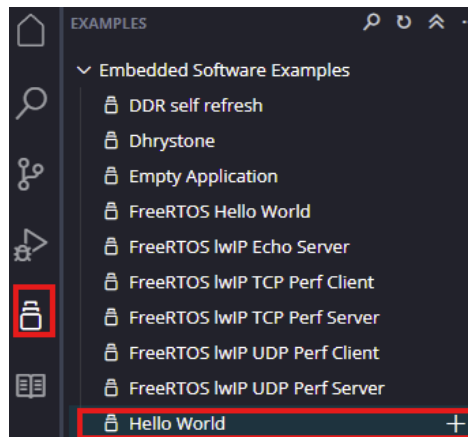 EXAMPLES
Embedded Software Examples
DDR self refresh
Dhrystone
Empty Application
FreeRTOS Hello World
FreeRTOS lwIP Echo Server
FreeRTOS lwIP TCP Perf Client
FreeRTOS lwIP TCP Perf Server
FreeRTOS lwIP UDP Perf Client
FreeRTOS lwIP UDP Perf Server
Hello World